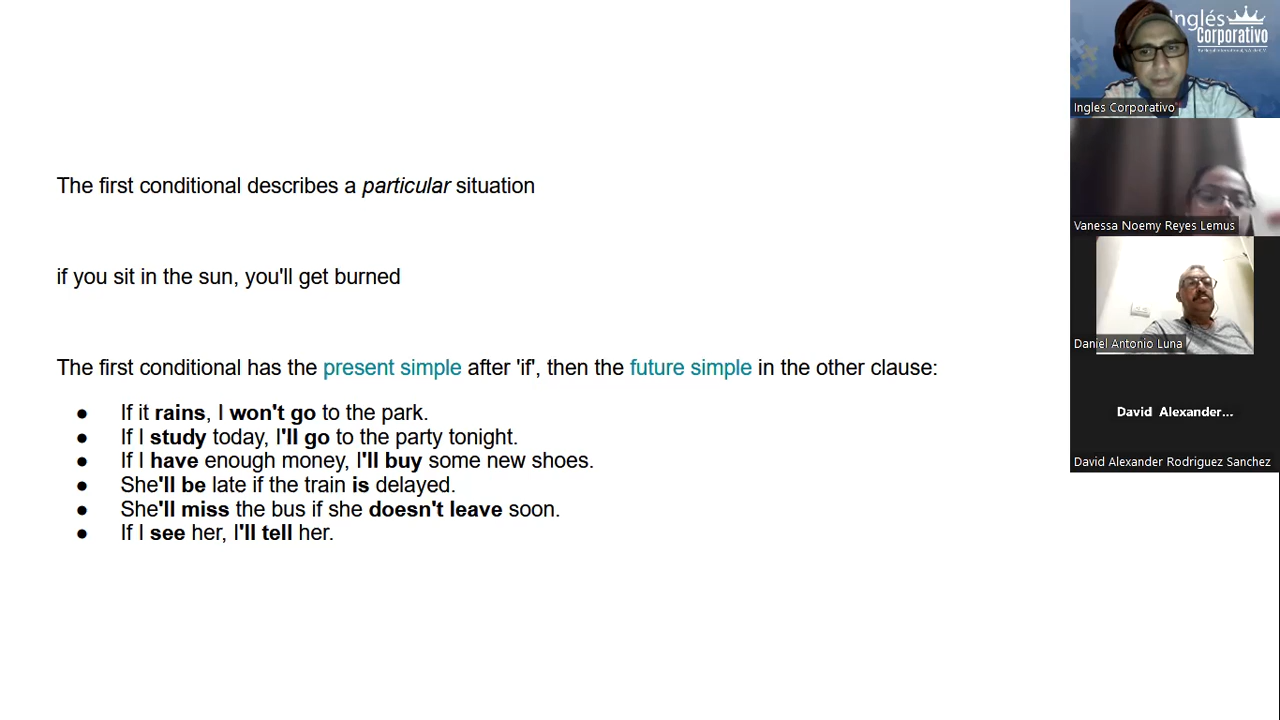 The first conditional describes a particular situation
if you sit in the sun, you'll get burned
The first conditional has the present simple after 'if', then the future simple in the other clause:
● If it rains, I won't go to the park.
● If I study today, I'll go to the party tonight.
● If I have enough money, I'll buy some new shoes.
● She'll be late if the train is delayed.
● She'll miss the bus if she doesn't leave soon.
● If I see her, I'll tell her.
Inglés
Corporativo
Ingles Corporativo
Vanessa Noemy Reyes Lemus
Daniel Antonio Luna
David Alexander...
David Alexander Rodriguez Sanchez